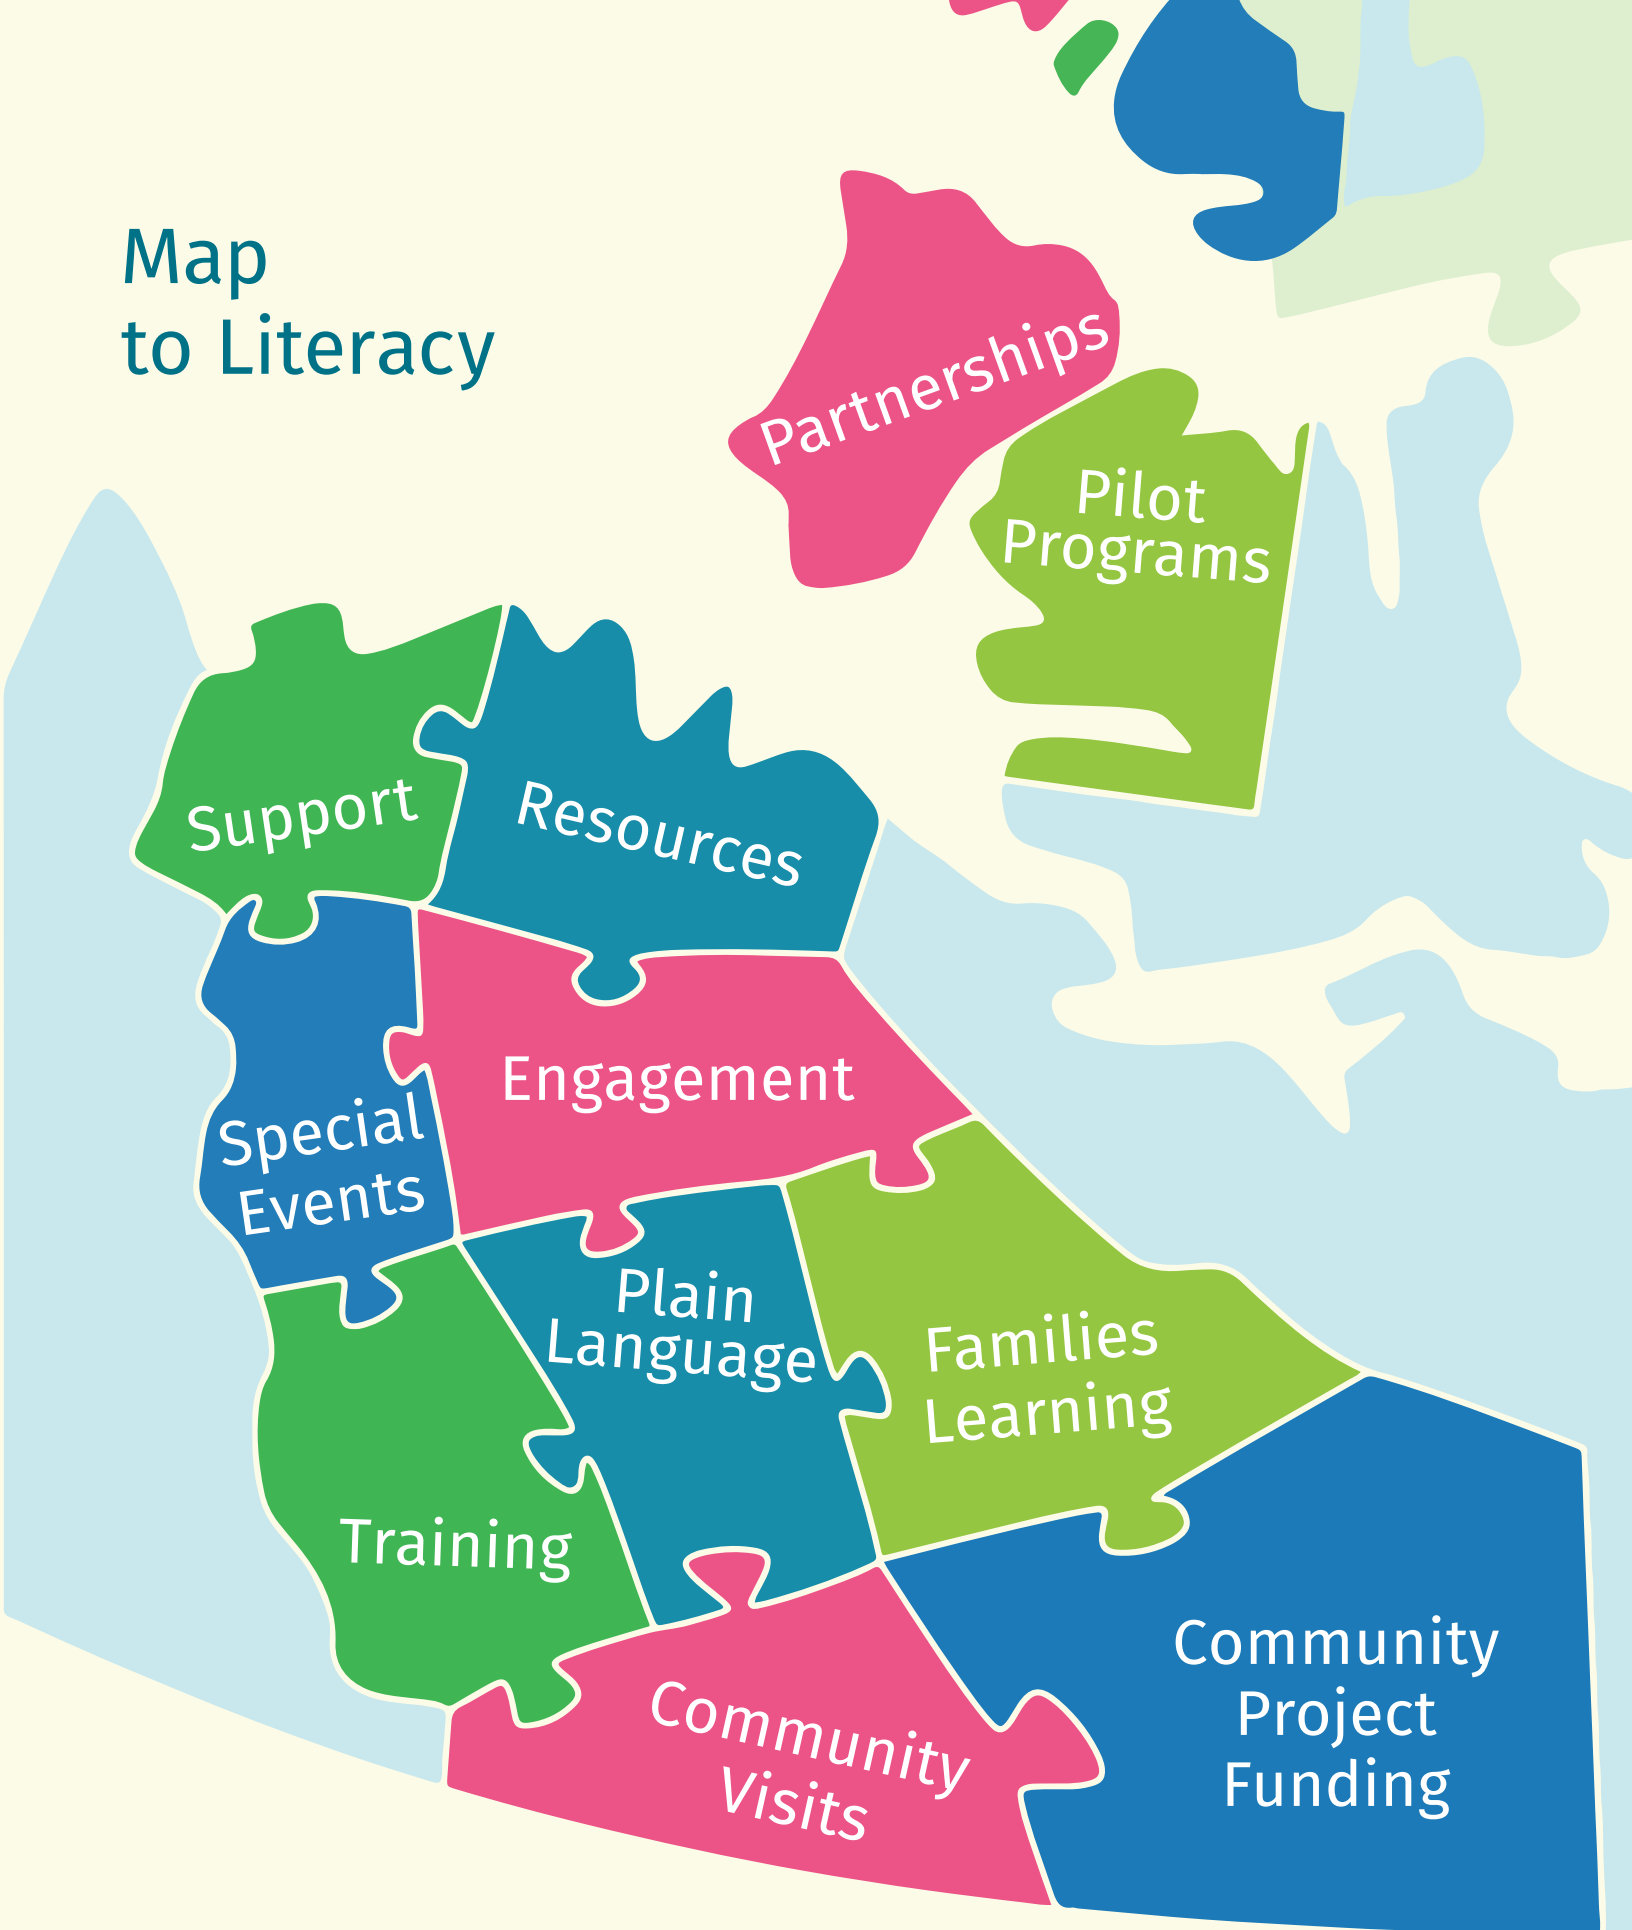 Map
to Literacy
Partnerships
Pilot
Programs
Support
Resources
Engagement
Special
Events
Plain
Language
Families
Learning
Training
Community
Visits
Community
Project
Funding